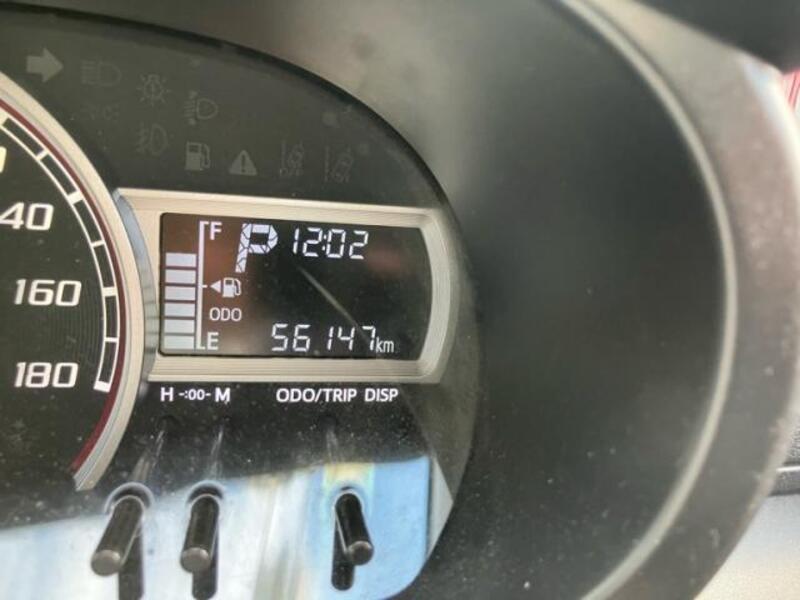 F P 12:02
40
160
ODO
E 56147km
180
H -:00- M ODO/TRIP DISP